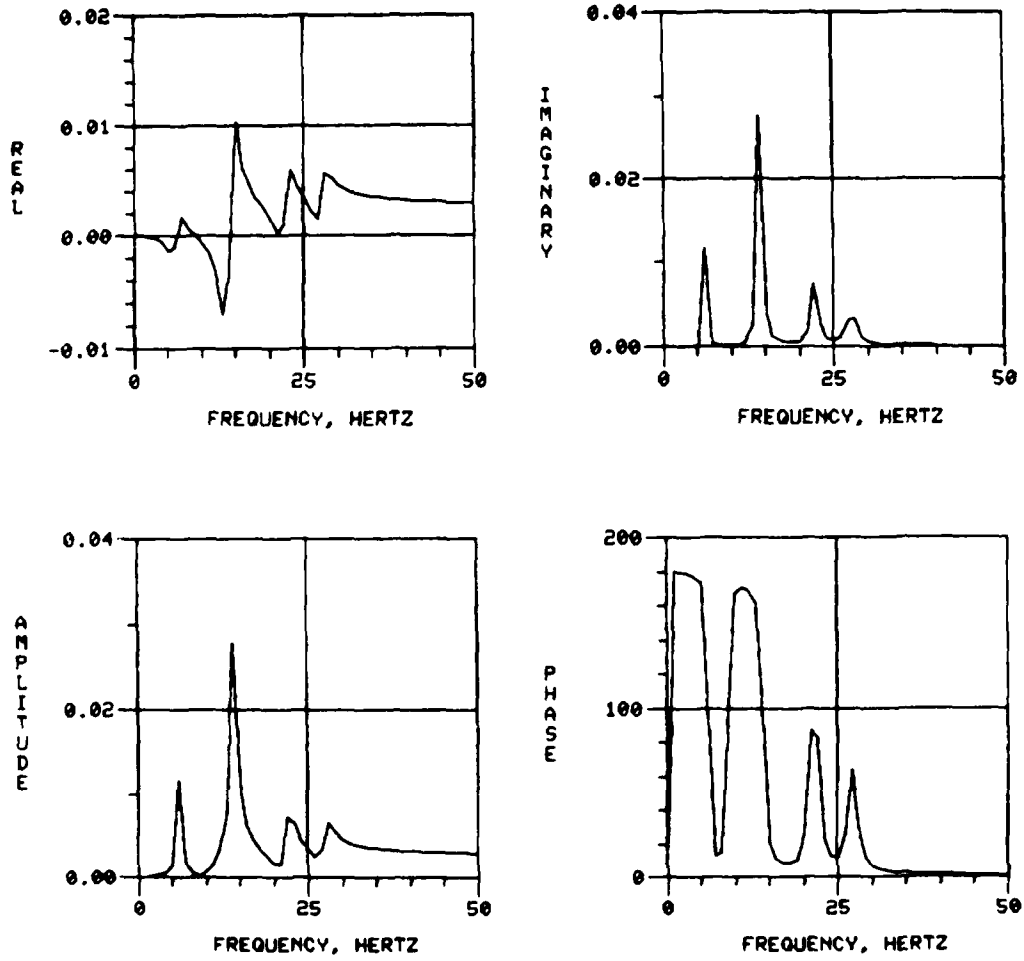 0.02
0.01
0.00
-0.01
REAL
0 25 50
FREQUENCY, HERTZ
0.04
0.02
0.00
IMAGINARY
0 25 50
FREQUENCY, HERTZ
0.04
0.02
0.00
AMPLITUDE
0 25 50
FREQUENCY, HERTZ
200
100
0
PHASE
0 25 50
FREQUENCY, HERTZ